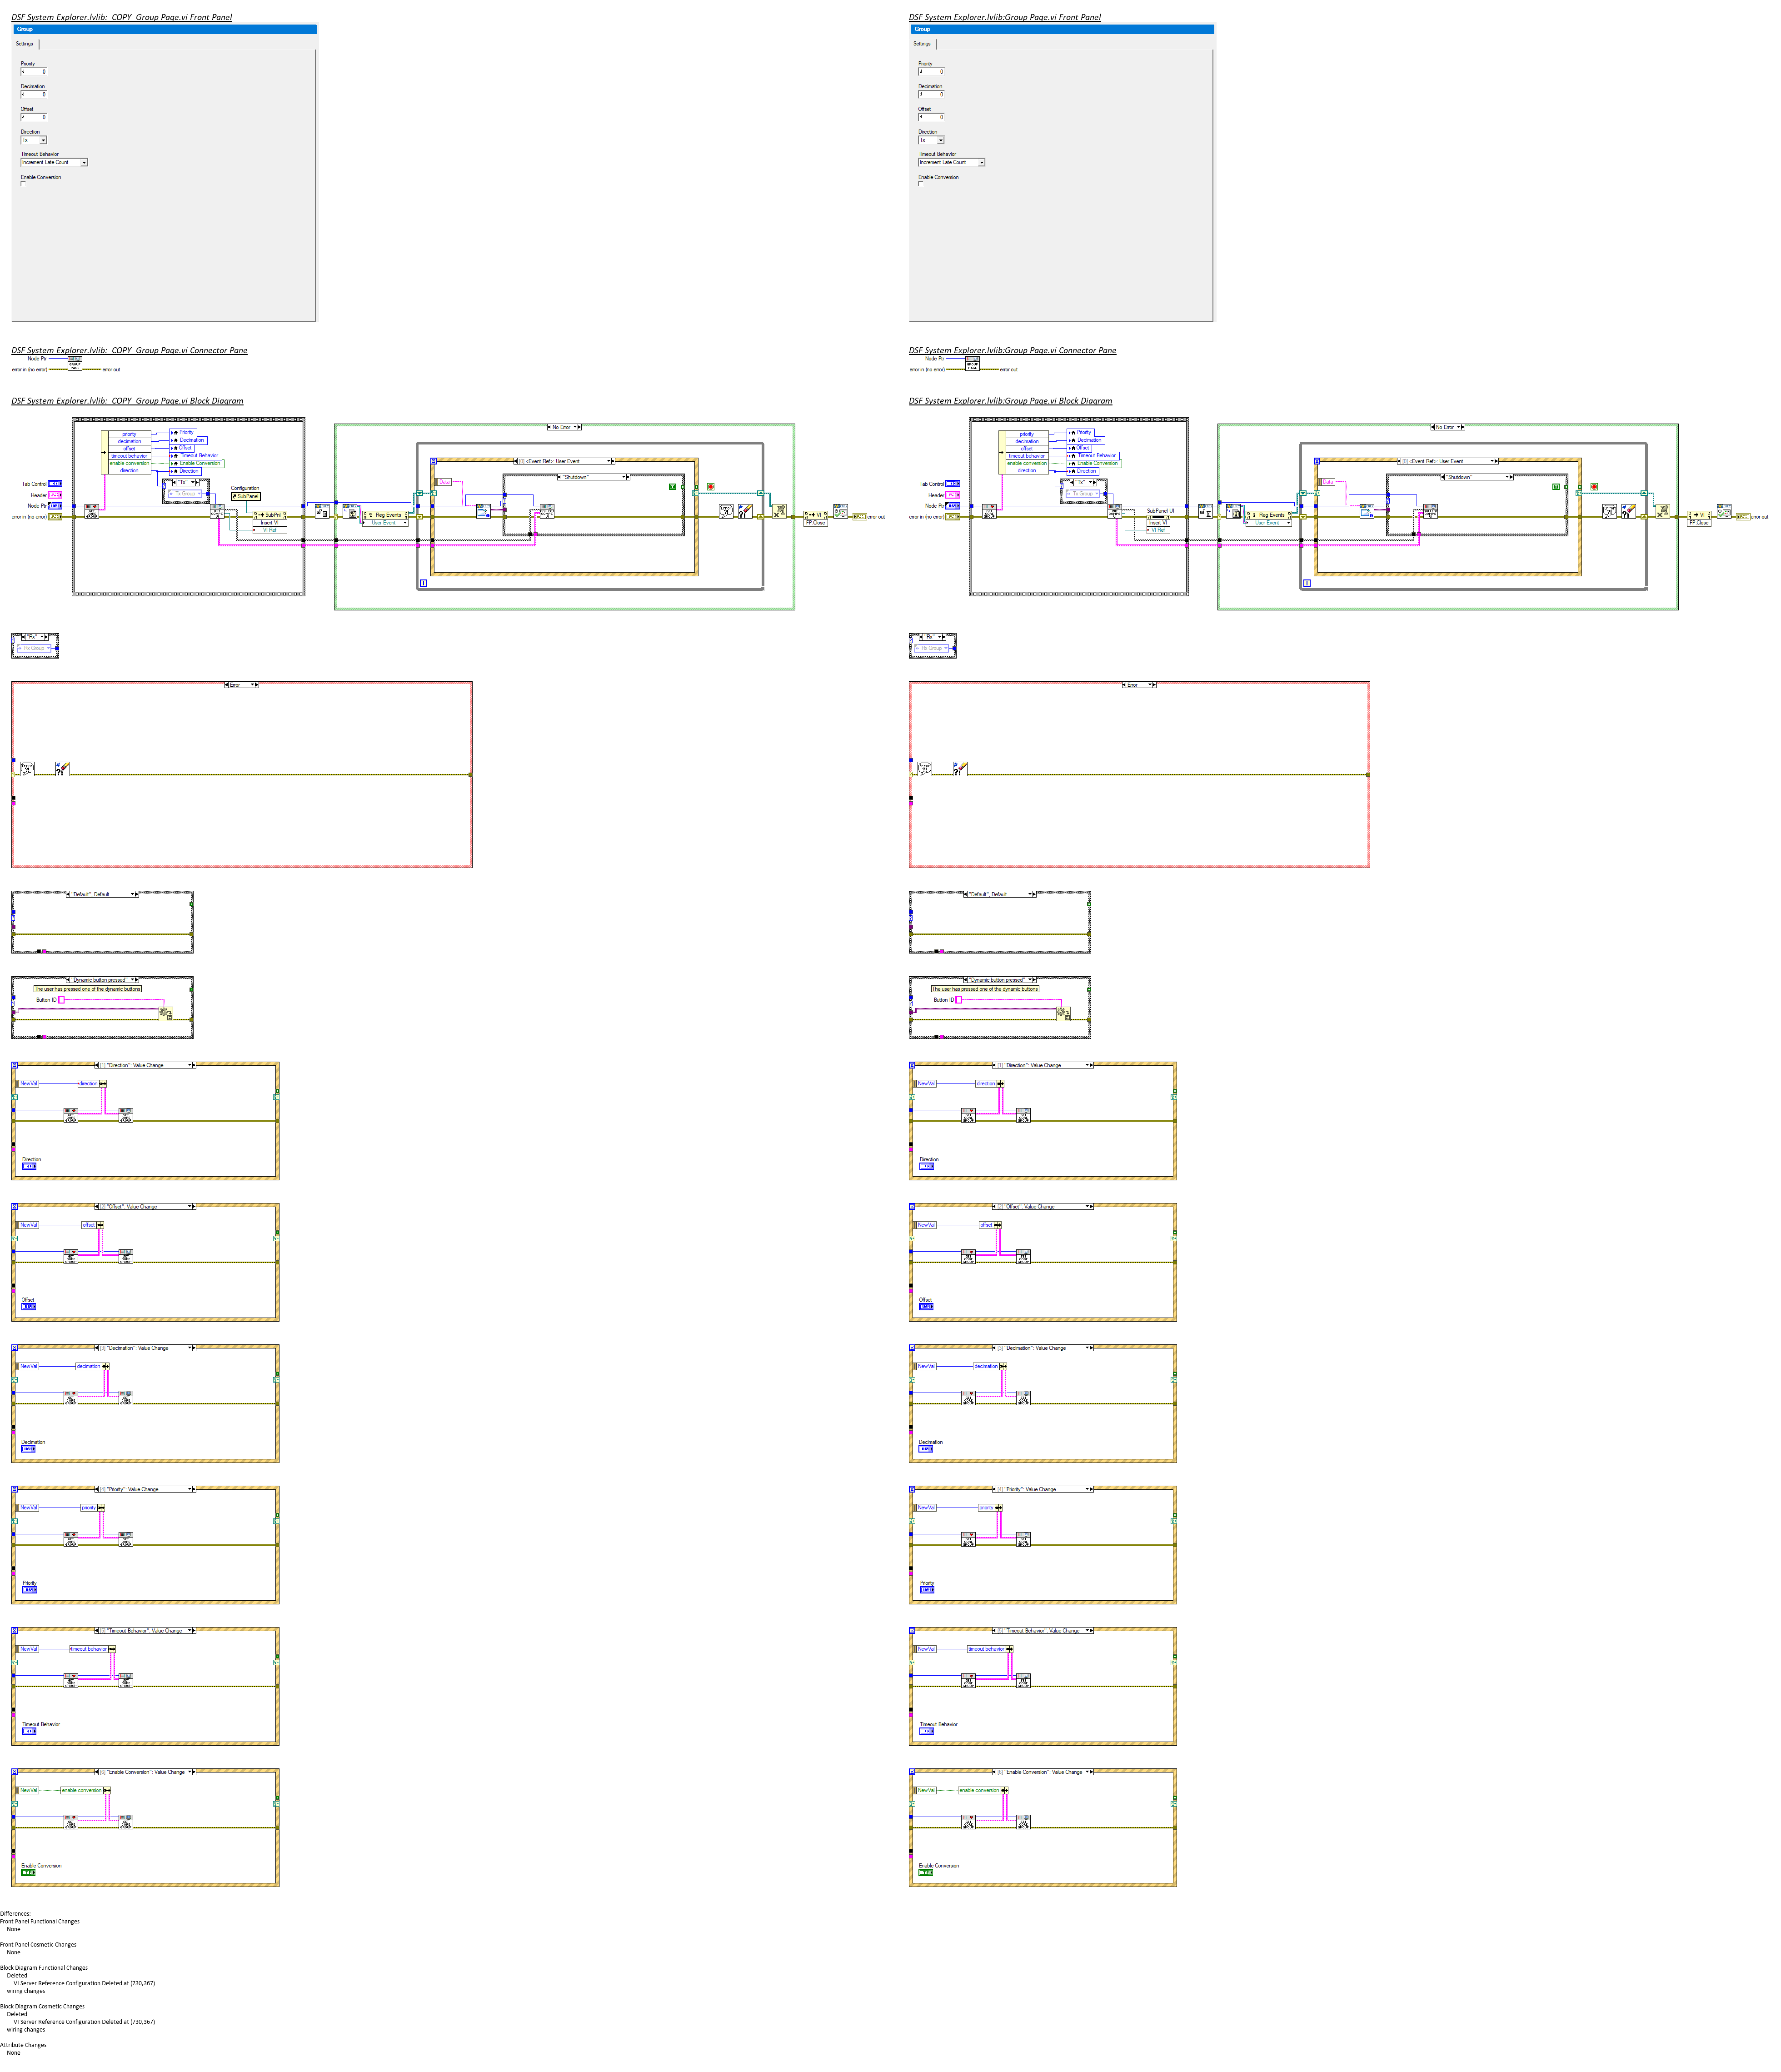 DSF System Explorer.lvlib:_COPY_Group Page.vi Front Panel
Group
Settings
Priority
0
Decimation
0
Offset
0
Direction
Tx
Timeout Behavior
Increment Late Count
Enable Conversion
DSF System Explorer.lvlib:_COPY_Group Page.vi Connector Pane
Node Ptr
error in (no error)
GROUP PAGE
error out
DSF System Explorer.lvlib:_COPY_Group Page.vi Block Diagram
priority
decimation
offset
timeout behavior
enable conversion
direction
Priority
Decimation
Offset
Timeout Behavior
Enable Conversion
Direction
"Tx"
Tx Group
Configuration
SubPanel
Tab Control
Header
Node Ptr
error in (no error)
SubPnl
Insert VI
VI Ref
No Error
Reg Events
User Event
[0] <Event Ref>: User Event
Data
"Shutdown"
VI
FP.Close
error out
"Rx"
Rx Group
Error
"Default", Default
"Dynamic button pressed"
The user has pressed one of the dynamic buttons
Button ID
[1] "Direction": Value Change
NewVal
direction
Direction
[2] "Offset": Value Change
NewVal
offset
Offset
[3] "Decimation": Value Change
NewVal
decimation
Decimation
[4] "Priority": Value Change
NewVal
priority
Priority
[5] "Timeout Behavior": Value Change
NewVal
timeout behavior
Timeout Behavior
[6] "Enable Conversion": Value Change
NewVal
enable conversion
Enable Conversion
Differences:
Front Panel Functional Changes
None
Front Panel Cosmetic Changes
None
Block Diagram Functional Changes
Deleted
VI Server Reference Configuration Deleted at (730,367)
wiring changes
Block Diagram Cosmetic Changes
Deleted
VI Server Reference Configuration Deleted at (730,367)
wiring changes
Attribute Changes
None
DSF System Explorer.lvlib:Group Page.vi Front Panel
Group
Settings
Priority
0
Decimation
0
Offset
0
Direction
Tx
Timeout Behavior
Increment Late Count
Enable Conversion
DSF System Explorer.lvlib:Group Page.vi Connector Pane
Node Ptr
error in (no error)
GROUP PAGE
error out
DSF System Explorer.lvlib:Group Page.vi Block Diagram
priority
decimation
offset
timeout behavior
enable conversion
direction
Priority
Decimation
Offset
Timeout Behavior
Enable Conversion
Direction
"Tx"
Tx Group
Tab Control
Header
Node Ptr
error in (no error)
SubPanel UI
Insert VI
VI Ref
No Error
Reg Events
User Event
[0] <Event Ref>: User Event
Data
"Shutdown"
VI
FP.Close
error out
"Rx"
Rx Group
Error
"Default", Default
"Dynamic button pressed"
The user has pressed one of the dynamic buttons
Button ID
[1] "Direction": Value Change
NewVal
direction
Direction
[2] "Offset": Value Change
NewVal
offset
Offset
[3] "Decimation": Value Change
NewVal
decimation
Decimation
[4] "Priority": Value Change
NewVal
priority
Priority
[5] "Timeout Behavior": Value Change
NewVal
timeout behavior
Timeout Behavior
[6] "Enable Conversion": Value Change
NewVal
enable conversion
Enable Conversion